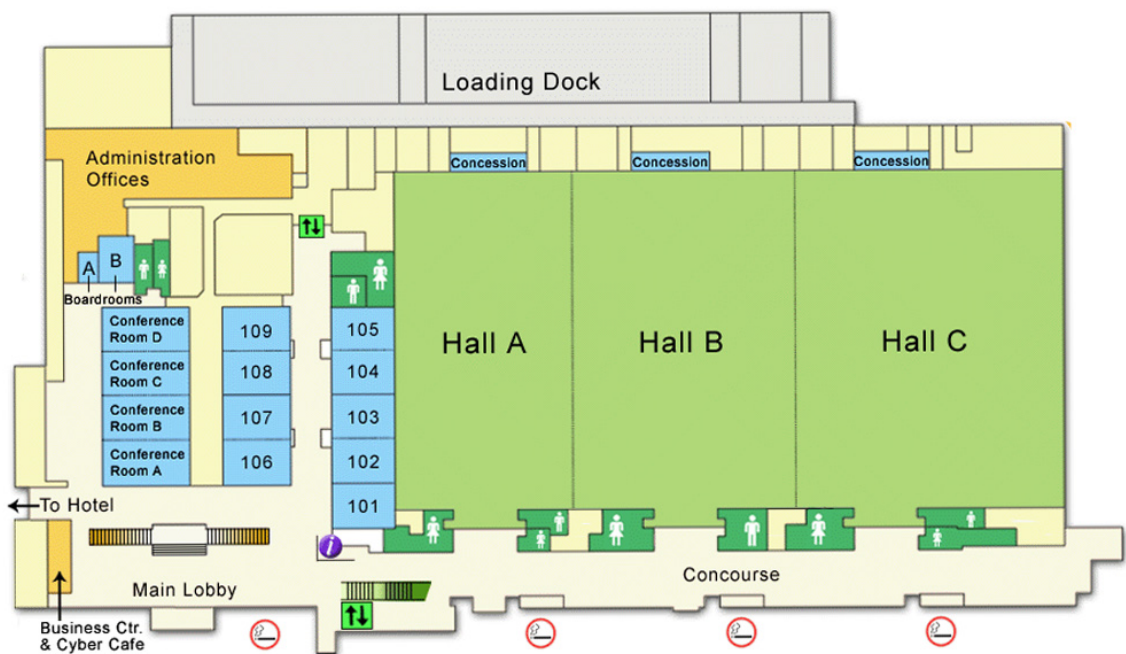 Loading Dock
Administration
Offices
Concession
Concession
Concession
A
B
Boardrooms
Conference
Room D
109
105
Hall A
Hall B
Hall C
Conference
Room C
108
104
Conference
Room B
107
103
Conference
Room A
106
102
101
To Hotel
i
Main Lobby
Concourse
Business Ctr.
& Cyber Cafe